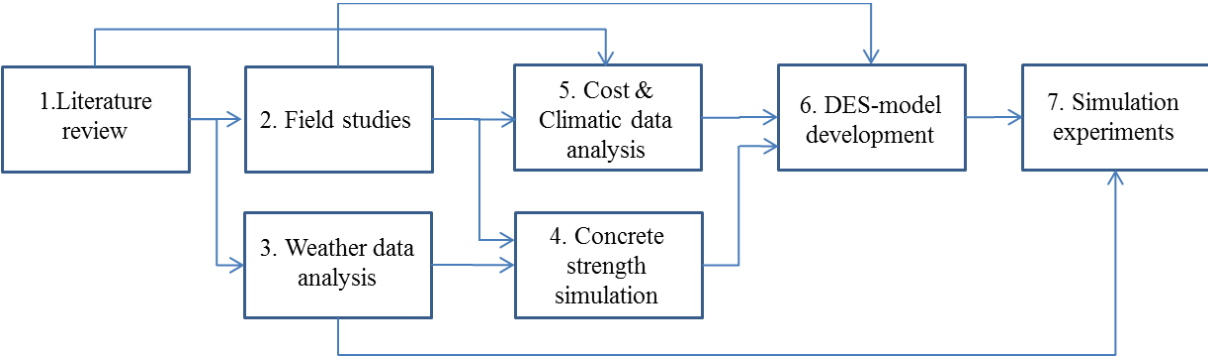 1.Literature
review
2. Field studies
3. Weather data
analysis
5. Cost &
Climatic data
analysis
4. Concrete
strength
simulation
6. DES-model
development
7. Simulation
experiments